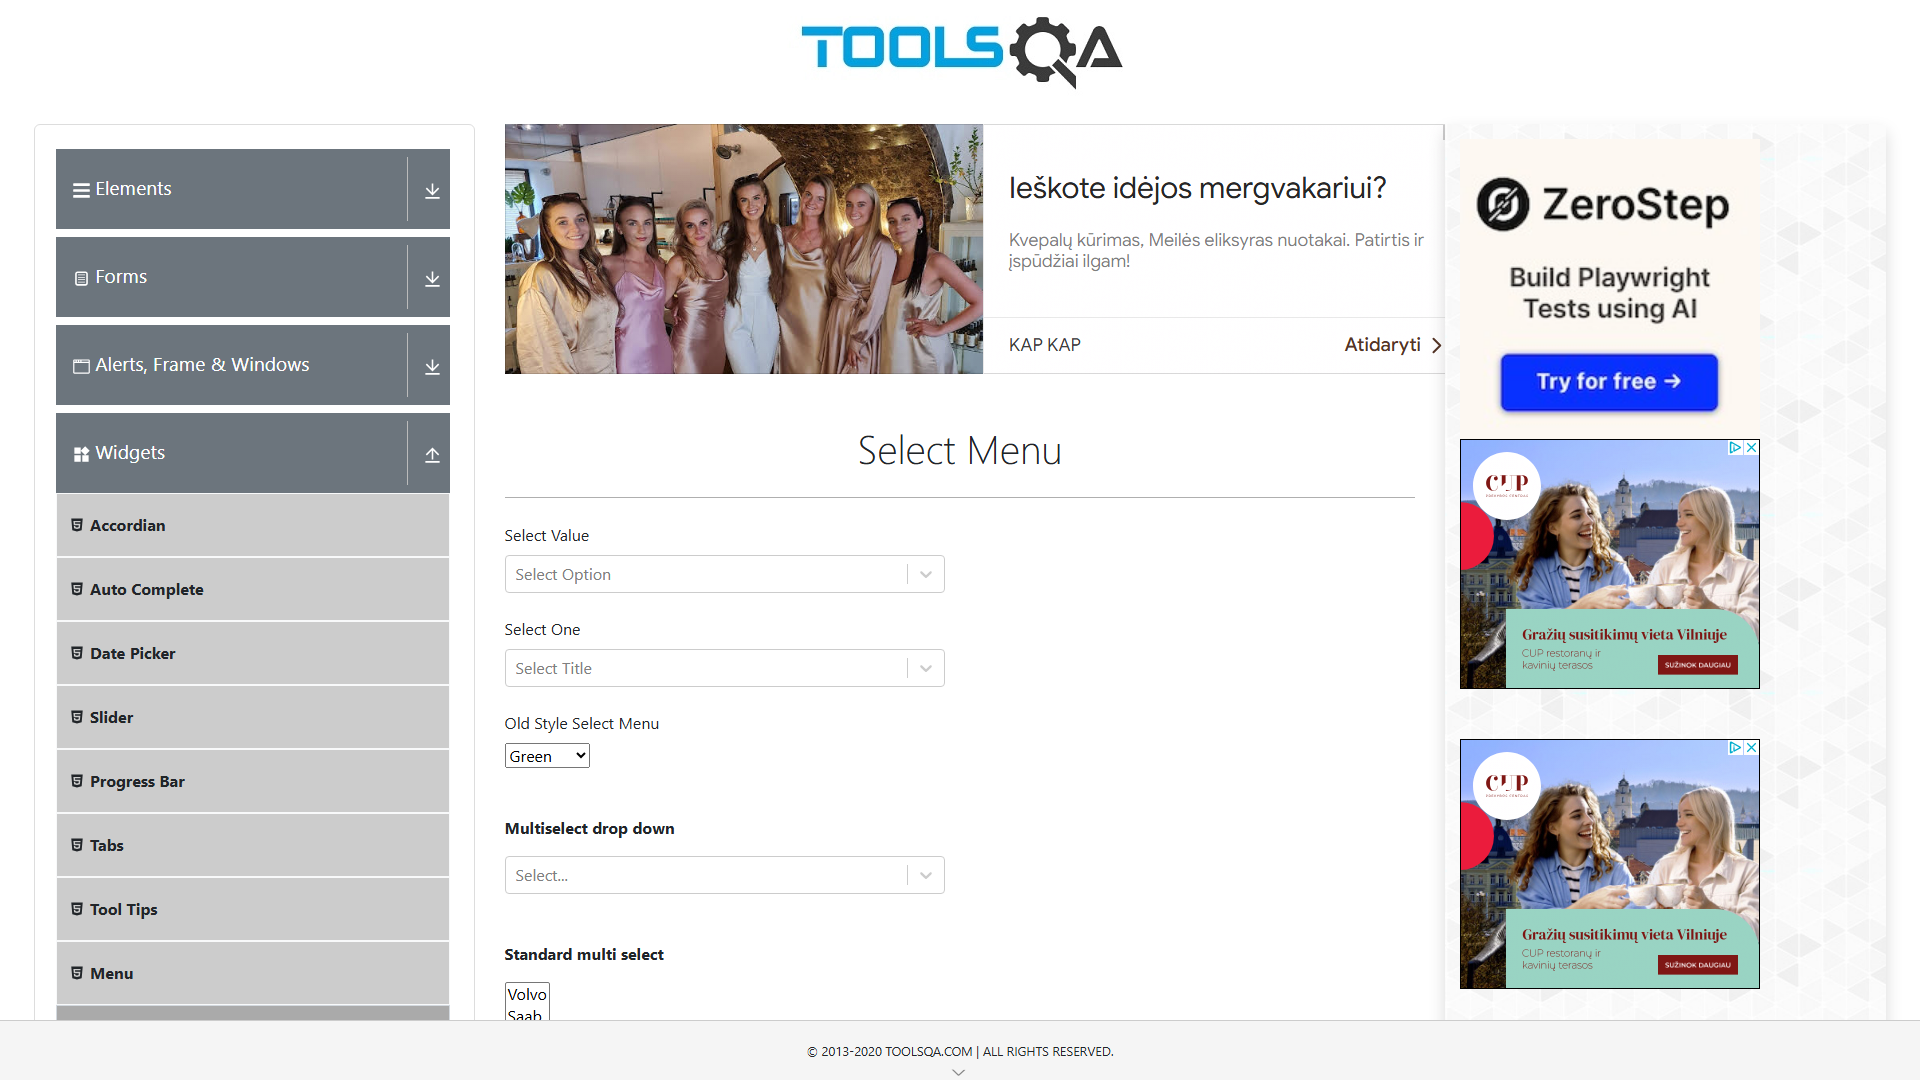 TOOLSQA
Elements
Forms
Alerts, Frame & Windows
Widgets
Accordian
Auto Complete
Date Picker
Slider
Progress Bar
Tabs
Tool Tips
Menu
Ieškote idėjos mergvakariui?
Kvepalų kūrimas, Meilės eliksyras nuotakai. Patirtis ir
įspūdžiai ilgam!
KAP KAP
Atidaryti
Select Menu
Select Value
Select Option
Select One
Select Title
Old Style Select Menu
Green
Multiselect drop down
Select...
Standard multi select
Volvo
Saab
ZeroStep
Build Playwright
Tests using AI
Try for free →
CUP
Gražių susitikimų vieta Vilniuje
CUP restoranų ir
kavinių terasos
SUŽINOK DAUGIAU
CUP
Gražių susitikimų vieta Vilniuje
CUP restoranų ir
kavinių terasos
SUŽINOK DAUGIAU
© 2013-2020 TOOLSQA.COM | ALL RIGHTS RESERVED.